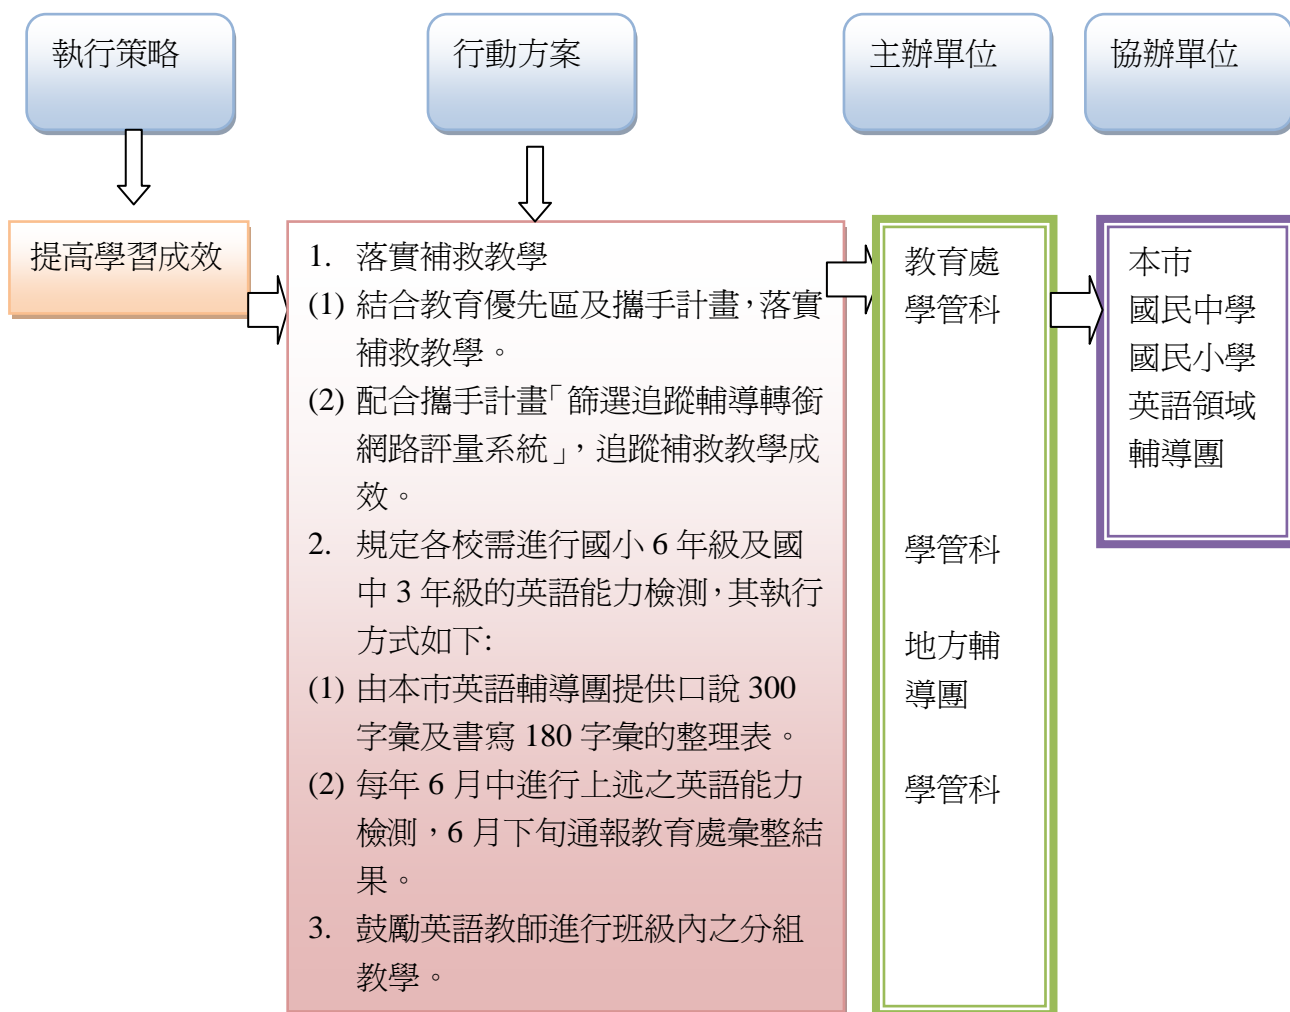 執行策略
行動方案
主辦單位
協辦單位
提高學習成效
1. 落實補救教學
(1) 結合教育優先區及攜手計畫，落實
補救教學。
(2) 配合攜手計畫「篩選追蹤輔導轉銜
網路評量系統」，追蹤補救教學成
效。
2. 規定各校需進行國小 6 年級及國
中 3 年級的英語能力檢測，其執行
方式如下:
(1) 由本市英語輔導團提供口說 300
字彙及書寫 180 字彙的整理表。
(2) 每年 6 月中進行上述之英語能力
檢測，6 月下旬通報教育處彙整結
果。
3. 鼓勵英語教師進行班級內之分組
教學。
教育處
學管科
學管科
地方輔
導團
學管科
本市
國民中學
國民小學
英語領域
輔導團